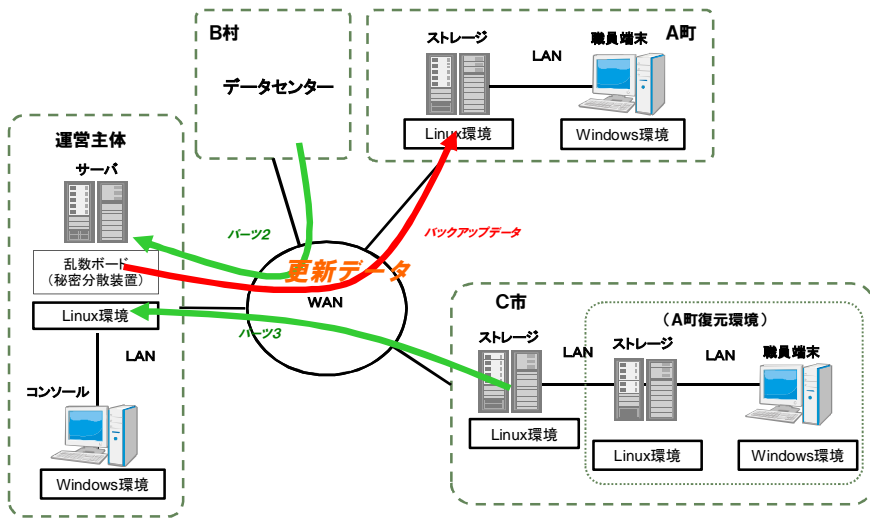 B村
データセンター
ストレージ
A町
LAN
職員端末
Linux環境
Windows環境
運営主体
サーバ
乱数ボード
(秘密分散装置)
Linux環境
LAN
コンソール
Windows環境
パーツ2
バックアップデータ
更新データ
WAN
パーツ3
C市
(A町復元環境)
ストレージ
LAN
ストレージ
LAN
職員端末
Linux環境
Linux環境
Windows環境